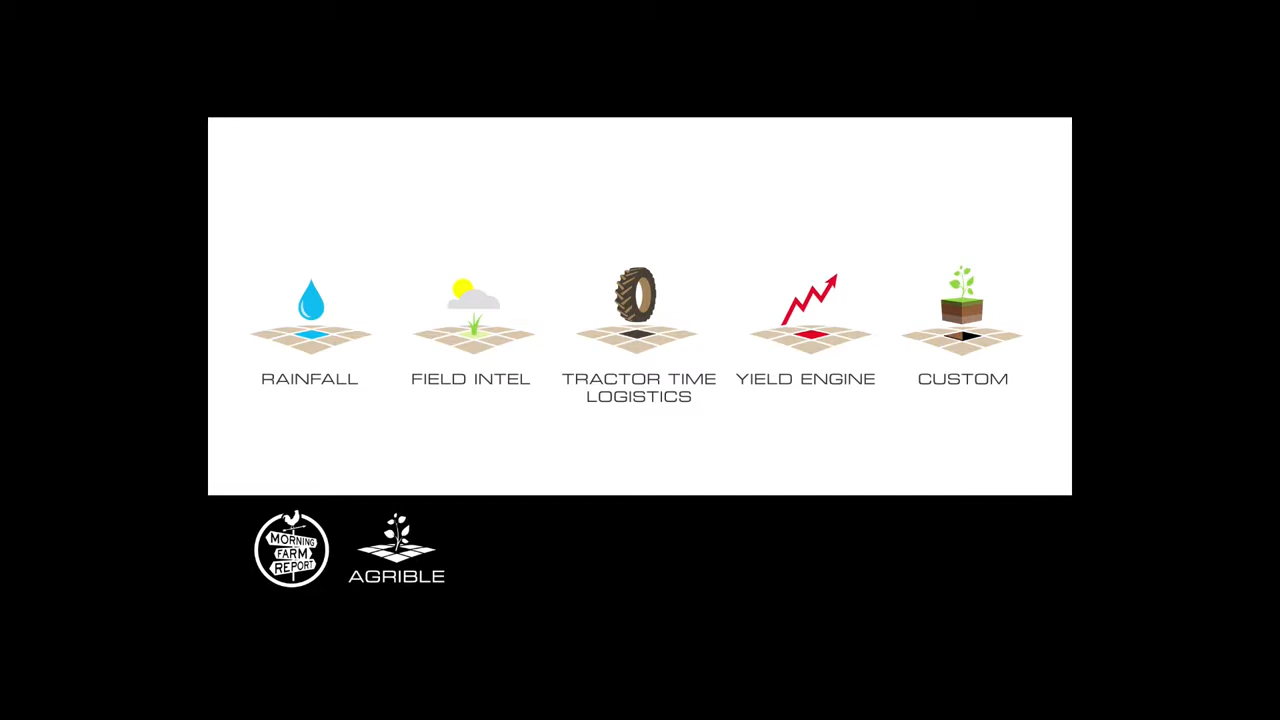 RAINFALL
FIELD INTEL
TRACTOR TIME
LOGISTICS
YIELD ENGINE
CUSTOM
MORNING
FARM
REPORT
AGRIBLE